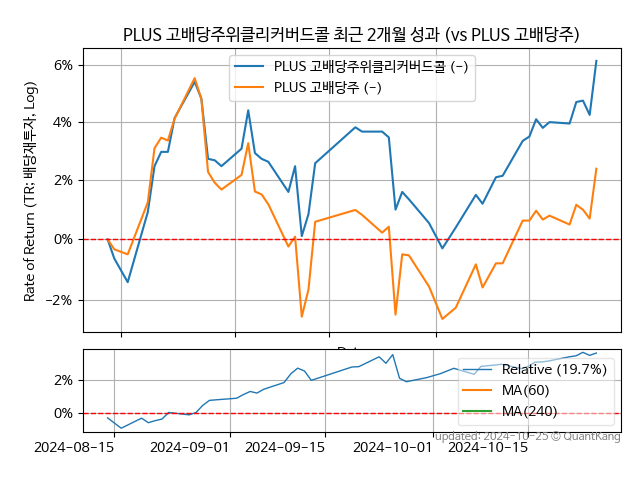 PLUS 고배당주위클리커버드콜 최근 2개월 성과 (vs PLUS 고배당주)
Rate of Return (TR: 배당재투자, Log)
6%
4%
2%
0%
−2%
PLUS 고배당주위클리커버드콜 (-)
PLUS 고배당주 (-)
2%
0%
Relative (19.7%)
MA(60)
MA(240)
2024-08-15
2024-09-01
2024-09-15
2024-10-01
2024-10-15
updated: 2024-10-25 © QuantKang